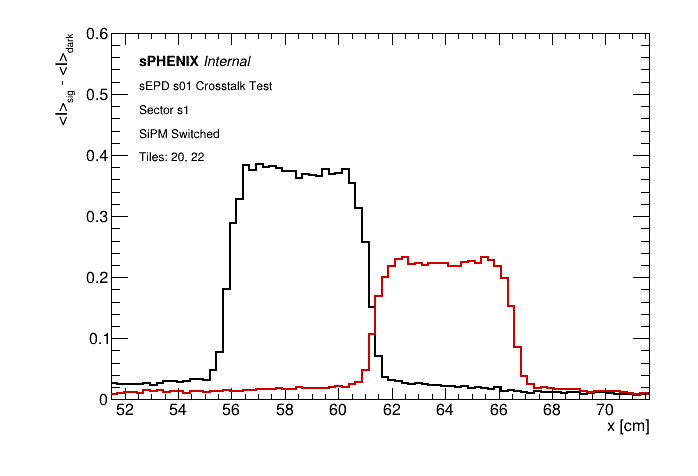 <I>sig - <I>dark
0.6
0.5
0.4
0.3
0.2
0.1
0
sPHENIX Internal
sEPD s01 Crosstalk Test
Sector s1
SiPM Switched
Tiles: 20, 22
52 54 56 58 60 62 64 66 68 70
x [cm]